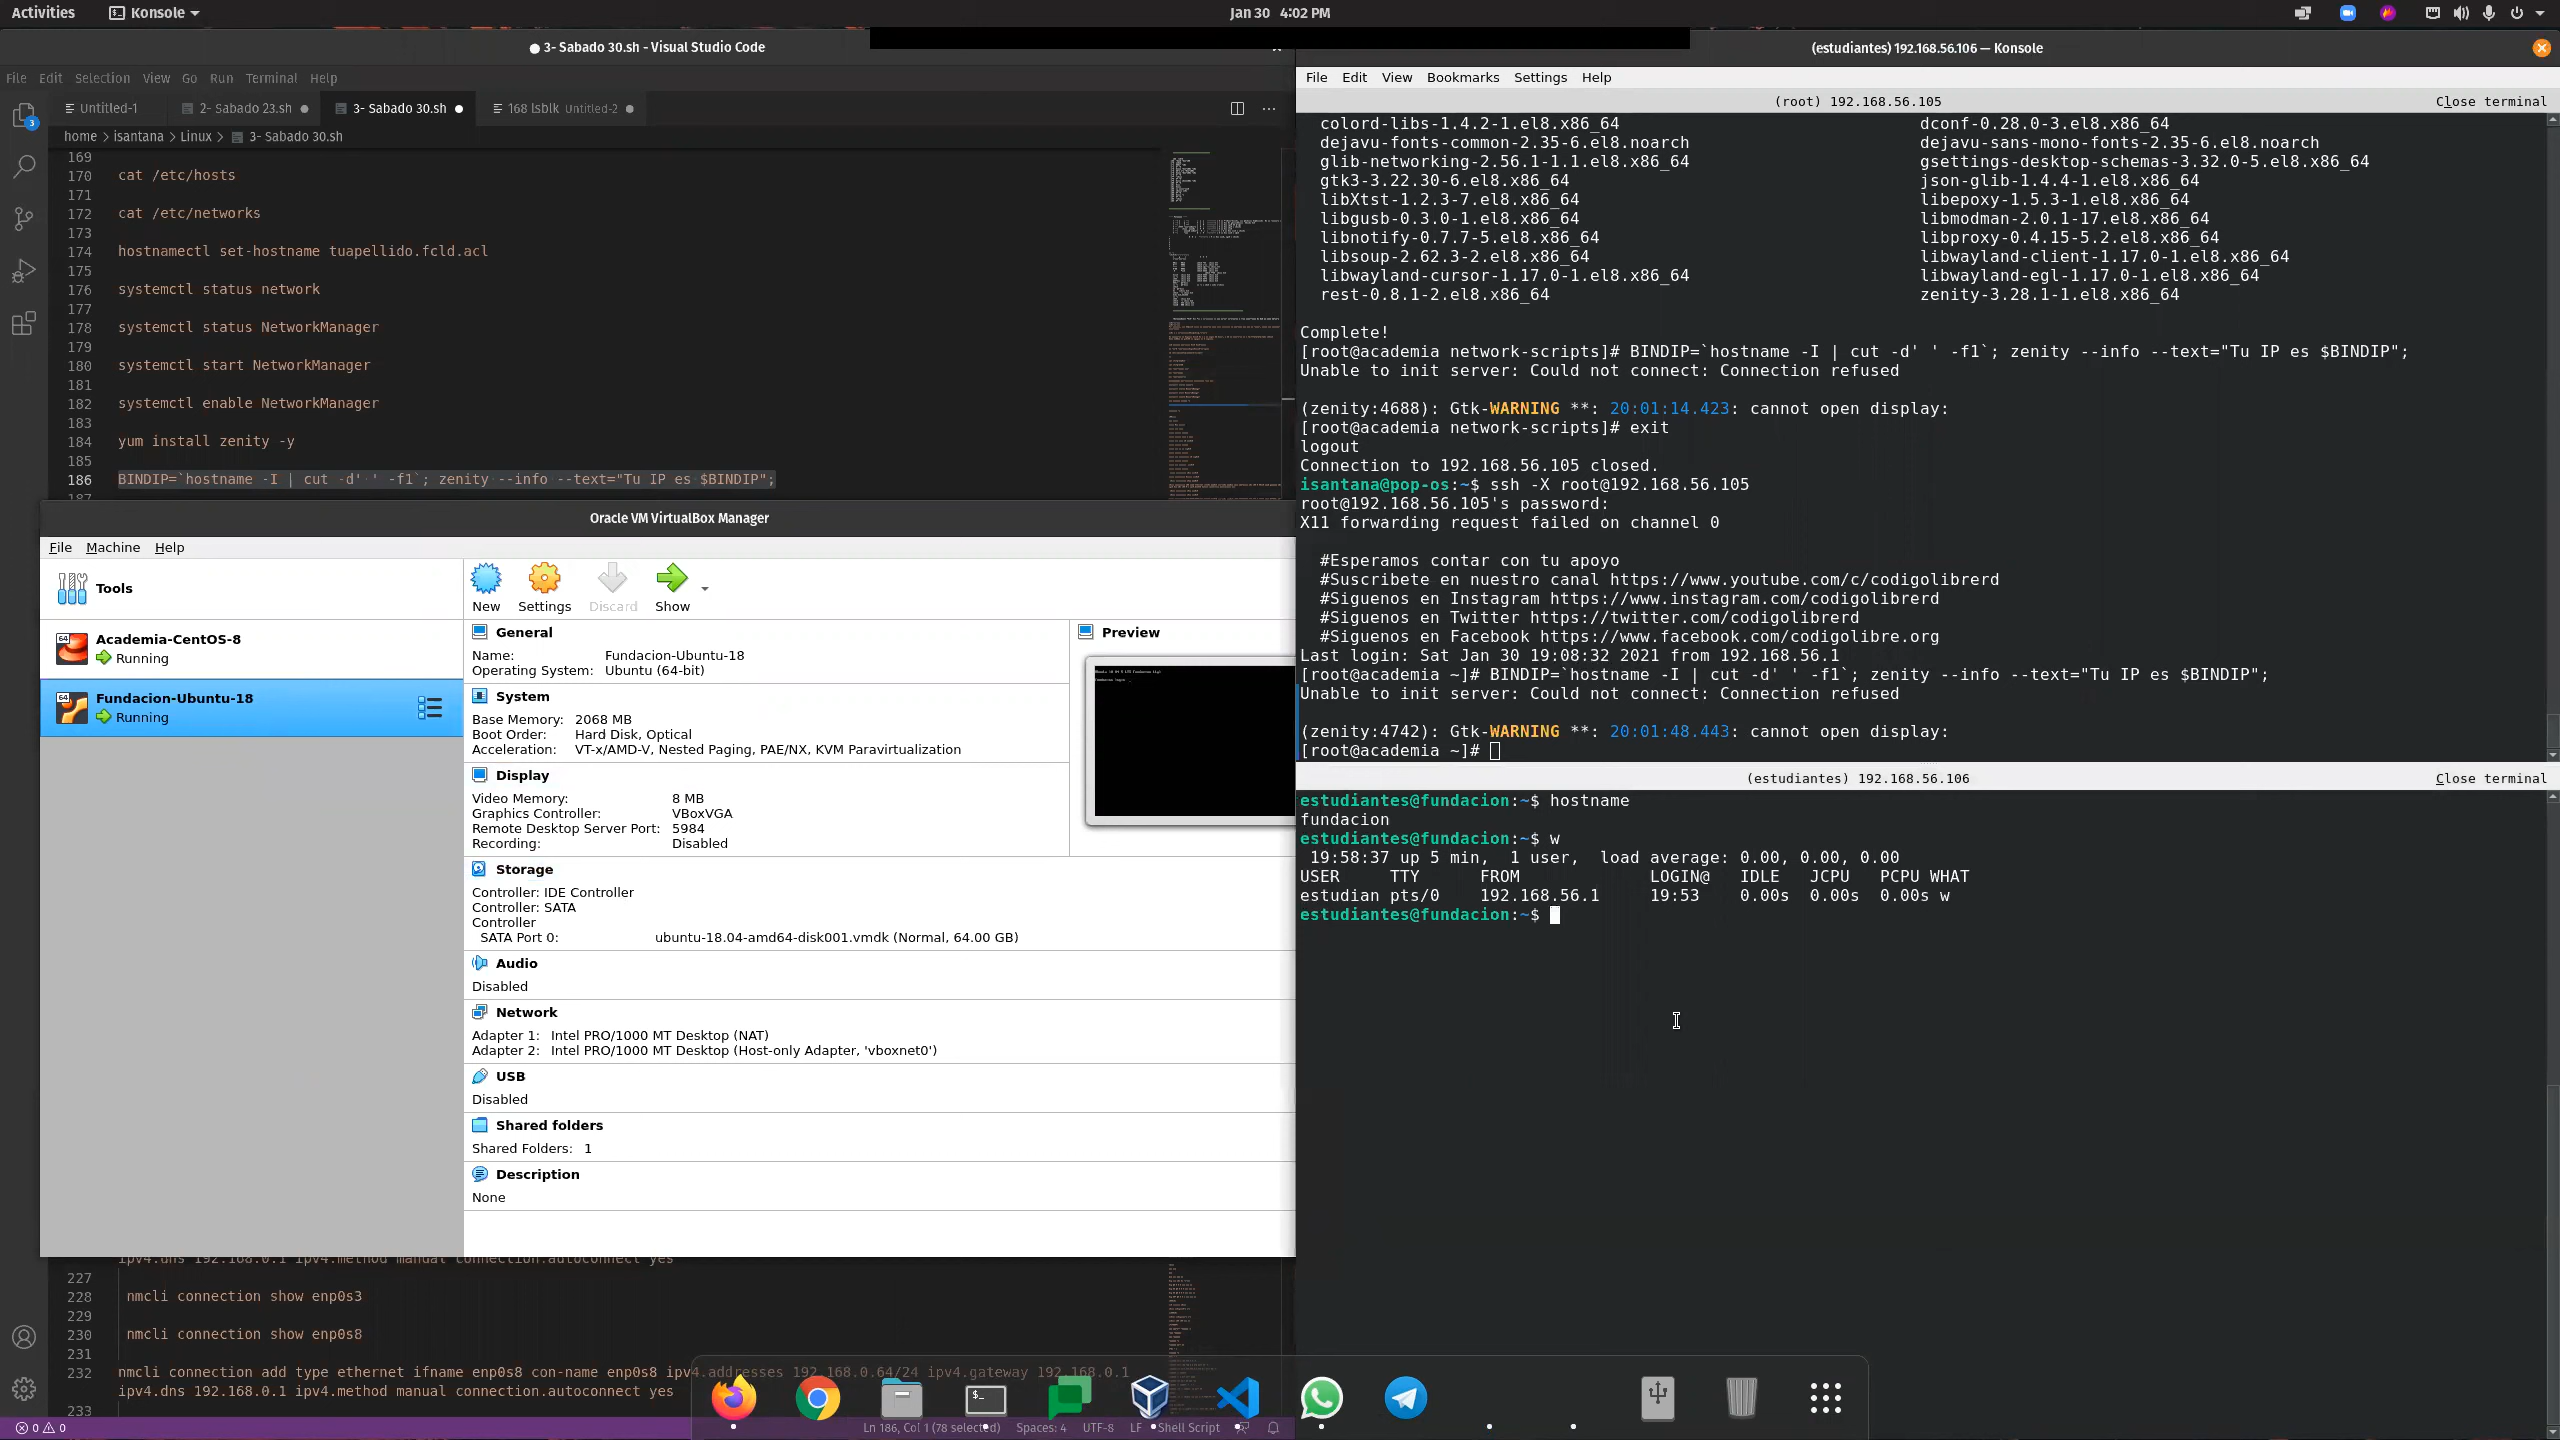 Activities
Konsole
Jan 30 4:02 PM
● 3- Sabado 30.sh - Visual Studio Code
File Edit Selection View Go Run Terminal Help
Untitled-1
2- Sabado 23.sh
3- Sabado 30.sh
168 lsblk Untitled-2
home > isantana > Linux > 3- Sabado 30.sh
3
169
170 cat /etc/hosts
171
172 cat /etc/networks
173
174 hostnamectl set-hostname tuapellido.fcld.acl
175
176 systemctl status network
177
178 systemctl status NetworkManager
179
180 systemctl start NetworkManager
181
182 systemctl enable NetworkManager
183
184 yum install zenity -y
185
186 BINDIP=`hostname -I | cut -d' ' -f1`; zenity --info --text="Tu IP es $BINDIP";
187
Oracle VM VirtualBox Manager
File Machine Help
Tools
New Settings Discard Show
Academia-CentOS-8
Running
Fundacion-Ubuntu-18
Running
General
Name: Fundacion-Ubuntu-18
Operating System: Ubuntu (64-bit)
System
Base Memory: 2068 MB
Boot Order: Hard Disk, Optical
Acceleration: VT-x/AMD-V, Nested Paging, PAE/NX, KVM Paravirtualization
Display
Video Memory: 8 MB
Graphics Controller: VBoxVGA
Remote Desktop Server Port: 5984
Recording: Disabled
Storage
Controller: IDE Controller
Controller: SATA
Controller
SATA Port 0: ubuntu-18.04-amd64-disk001.vmdk (Normal, 64.00 GB)
Audio
Disabled
Network
Adapter 1: Intel PRO/1000 MT Desktop (NAT)
Adapter 2: Intel PRO/1000 MT Desktop (Host-only Adapter, 'vboxnet0')
USB
Disabled
Shared folders
Shared Folders: 1
Description
None
Preview
ipv4.dns 192.168.0.1 ipv4.method manual connection.autoconnect yes
227
228 nmcli connection show enp0s3
229
230 nmcli connection show enp0s8
231
232 nmcli connection add type ethernet ifname enp0s8 con-name enp0s8 ipv4.addresses 192.168.0.64/24 ipv4.gateway 192.168.0.1
ipv4.dns 192.168.0.1 ipv4.method manual connection.autoconnect yes
233
0 0
Ln 186, Col 1 (78 selected) Spaces: 4 UTF-8 LF Shell Script
(estudiantes) 192.168.56.106 — Konsole
File Edit View Bookmarks Settings Help
(root) 192.168.56.105
Close terminal
colord-libs-1.4.2-1.el8.x86_64 dconf-0.28.0-3.el8.x86_64
dejavu-fonts-common-2.35-6.el8.noarch dejavu-sans-mono-fonts-2.35-6.el8.noarch
glib-networking-2.56.1-1.1.el8.x86_64 gsettings-desktop-schemas-3.32.0-5.el8.x86_64
gtk3-3.22.30-6.el8.x86_64 json-glib-1.4.4-1.el8.x86_64
libXtst-1.2.3-7.el8.x86_64 libepoxy-1.5.3-1.el8.x86_64
libgusb-0.3.0-1.el8.x86_64 libmodman-2.0.1-17.el8.x86_64
libnotify-0.7.7-5.el8.x86_64 libproxy-0.4.15-5.2.el8.x86_64
libsoup-2.62.3-2.el8.x86_64 libwayland-client-1.17.0-1.el8.x86_64
libwayland-cursor-1.17.0-1.el8.x86_64 libwayland-egl-1.17.0-1.el8.x86_64
rest-0.8.1-2.el8.x86_64 zenity-3.28.1-1.el8.x86_64
Complete!
[root@academia network-scripts]# BINDIP=`hostname -I | cut -d' ' -f1`; zenity --info --text="Tu IP es $BINDIP";
Unable to init server: Could not connect: Connection refused
(zenity:4688): Gtk-WARNING **: 20:01:14.423: cannot open display:
[root@academia network-scripts]# exit
logout
Connection to 192.168.56.105 closed.
isantana@pop-os:~$ ssh -X root@192.168.56.105
root@192.168.56.105's password:
X11 forwarding request failed on channel 0
#Esperamos contar con tu apoyo
#Suscribete en nuestro canal https://www.youtube.com/c/codigolibrerd
#Siguenos en Instagram https://www.instagram.com/codigolibrerd
#Siguenos en Twitter https://twitter.com/codigolibrerd
#Siguenos en Facebook https://www.facebook.com/codigolibre.org
Last login: Sat Jan 30 19:08:32 2021 from 192.168.56.1
[root@academia ~]# BINDIP=`hostname -I | cut -d' ' -f1`; zenity --info --text="Tu IP es $BINDIP";
Unable to init server: Could not connect: Connection refused
(zenity:4742): Gtk-WARNING **: 20:01:48.443: cannot open display:
[root@academia ~]#
(estudiantes) 192.168.56.106
Close terminal
estudiantes@fundacion:~$ hostname
fundacion
estudiantes@fundacion:~$ w
19:58:37 up 5 min, 1 user, load average: 0.00, 0.00, 0.00
USER TTY FROM LOGIN@ IDLE JCPU PCPU WHAT
estudian pts/0 192.168.56.1 19:53 0.00s 0.00s 0.00s w
estudiantes@fundacion:~$